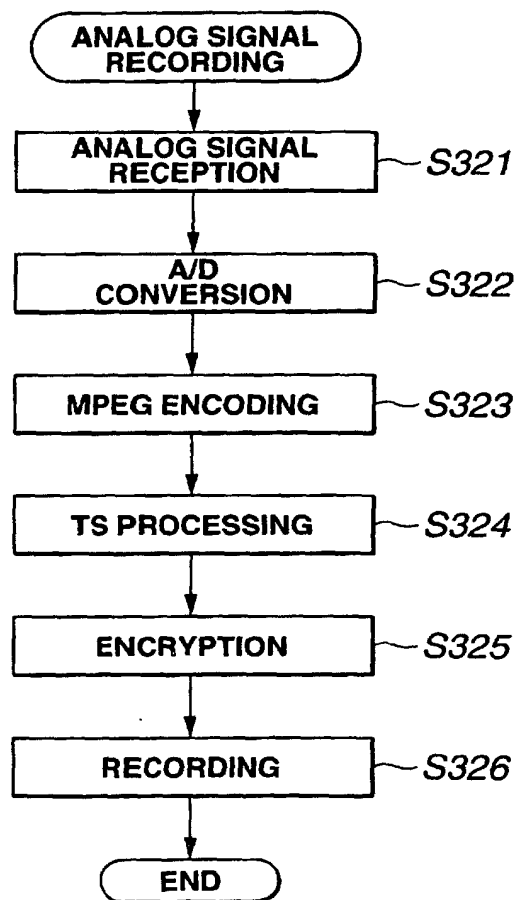 ANALOG SIGNAL
RECORDING
ANALOG SIGNAL
RECEPTION
S321
A/D
CONVERSION
S322
MPEG ENCODING
S323
TS PROCESSING
S324
ENCRYPTION
S325
RECORDING
S326
END